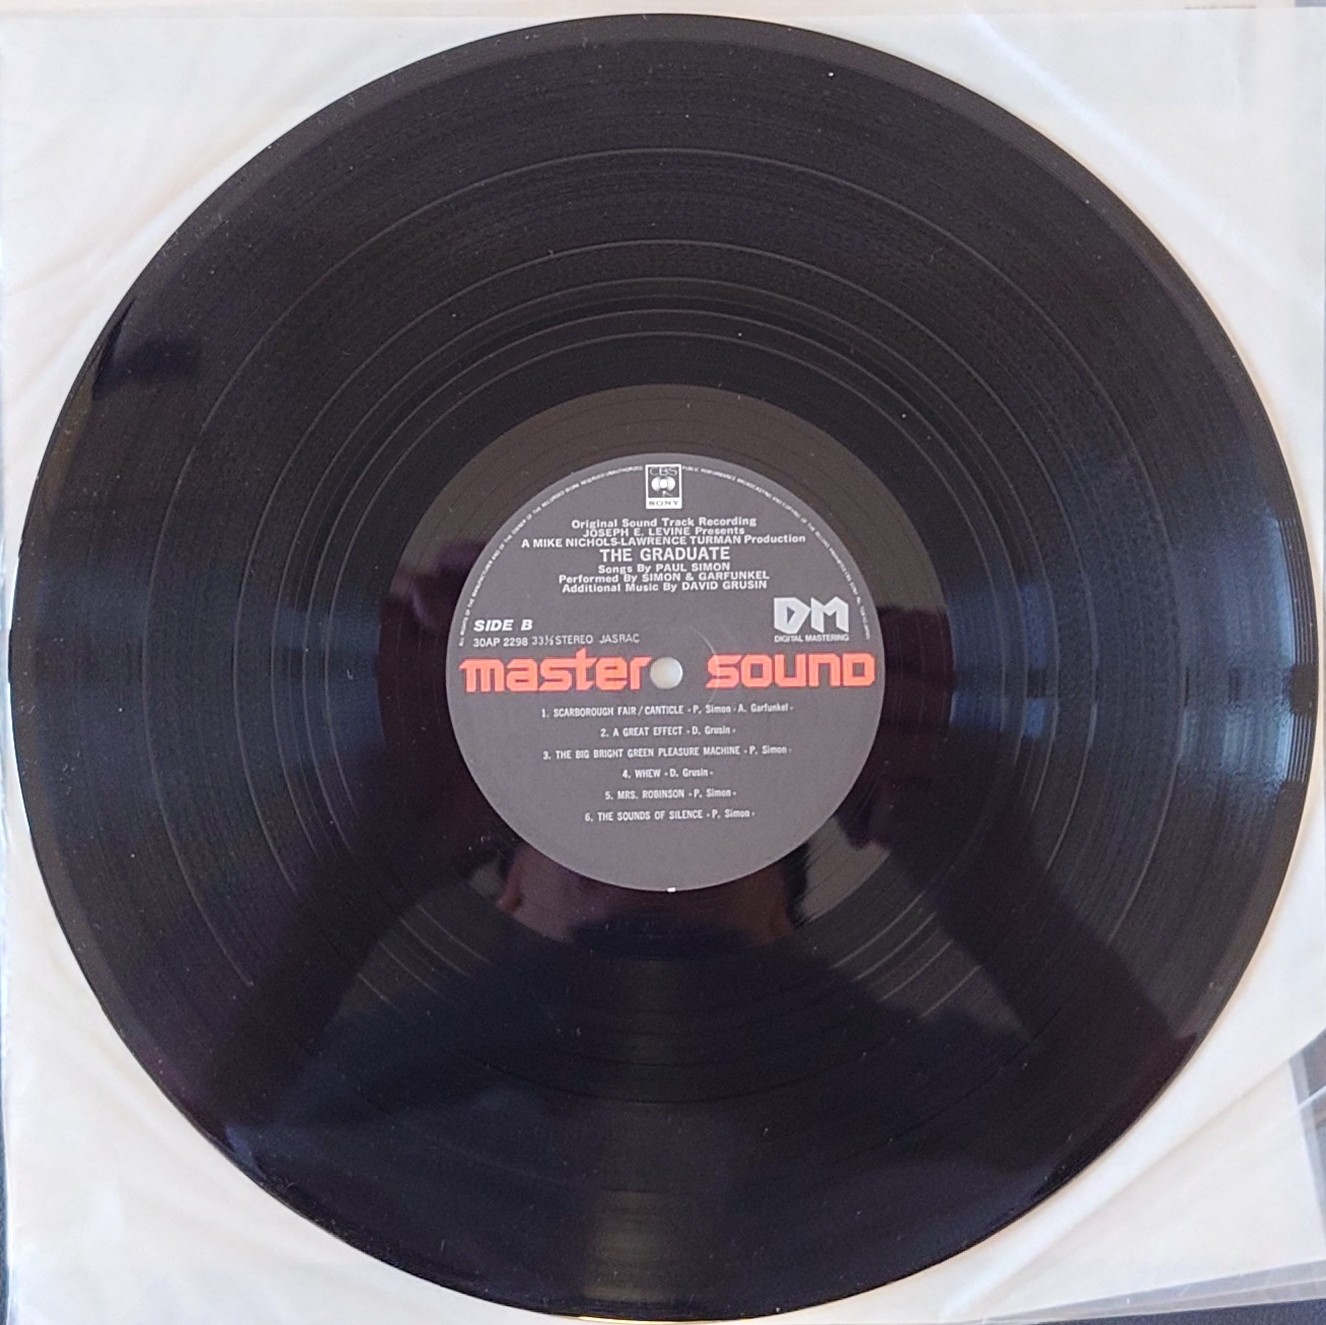 CBS
SONY
Original Sound Track Recording
JOSEPH E. LEVINE Presents
A MIKE NICHOLS-LAWRENCE TURMAN Production
THE GRADUATE
Songs By PAUL SIMON
Performed By SIMON & GARFUNKEL
Additional Music By DAVID GRUSIN
DM
DIGITAL MASTERING
SIDE B
30AP 2298 33⅓ STEREO JASRAC
master sound
1. SCARBOROUGH FAIR / CANTICLE - P. Simon - A. Garfunkel -
2. A GREAT EFFECT - D. Grusin -
3. THE BIG BRIGHT GREEN PLEASURE MACHINE - P. Simon -
4. WHEW - D. Grusin -
5. MRS. ROBINSON - P. Simon -
6. THE SOUNDS OF SILENCE - P. Simon -